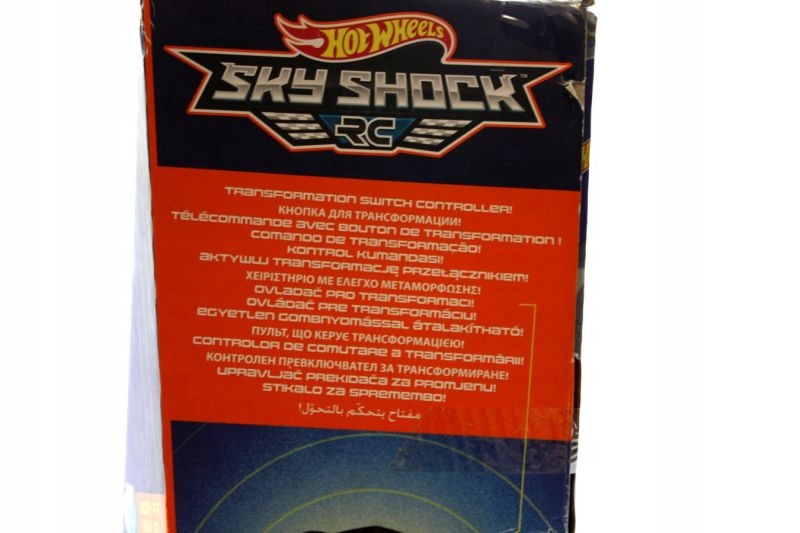 HOT WHEELS
SKY SHOCK™
RC
TRANSFORMATION SWITCH CONTROLLER!
КНОПКА ДЛЯ ТРАНСФОРМАЦИИ!
TÉLÉCOMMANDE AVEC BOUTON DE TRANSFORMATION !
COMANDO DE TRANSFORMAÇÃO!
KONTROL KUMANDASI!
AKTYWUJ TRANSFORMACJĘ PRZEŁĄCZNIKIEM!
ΧΕΙΡΙΣΤΗΡΙΟ ΜΕ ΕΛΕΓΧΟ ΜΕΤΑΜΟΡΦΩΣΗΣ!
OVLADAČ PRO TRANSFORMACI!
OVLÁDAČ PRE TRANSFORMÁCIU!
EGYETLEN GOMBNYOMÁSSAL ÁTALAKÍTHATÓ!
ПУЛЬТ, ЩО КЕРУЄ ТРАНСФОРМАЦІЄЮ!
CONTROLOR DE COMUTARE A TRANSFORMĂRII!
КОНТРОЛЕН ПРЕВКЛЮЧВАТЕЛ ЗА ТРАНСФОРМИРАНЕ!
UPRAVLJAČ PREKIDAČA ZA PROMJENU!
STIKALO ZA SPREMEMBO!
مفتاح يتحكّم بالتحوّل!